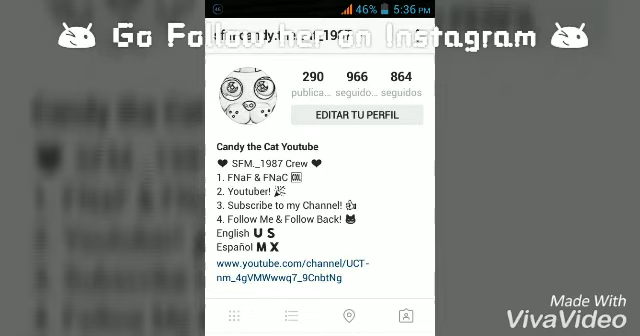 46%
5:36 PM
Go Follow her on Instagram
290 966 864
publica... seguido... seguidos
EDITAR TU PERFIL
Candy the Cat Youtube
SFM._1987 Crew
1. FNaF & FNaC
2. Youtuber!
3. Subscribe to my Channel!
4. Follow Me & Follow Back!
English U S
Español M X
www.youtube.com/channel/UCT-
nm_4gVMWwwq7_9CnbtNg
Made With
VivaVideo